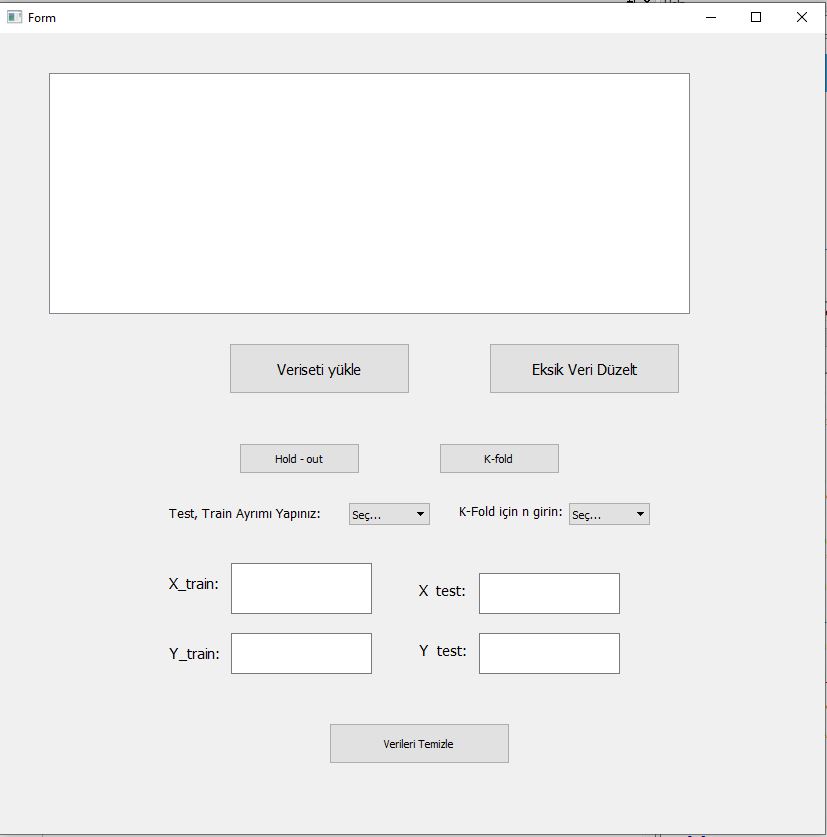 Form
Veriseti yükle
Eksik Veri Düzelt
Hold - out
K-fold
Test, Train Ayrımı Yapınız:
Seç...
K-Fold için n girin:
Seç...
X_train:
X test:
Y_train:
Y test:
Verileri Temizle